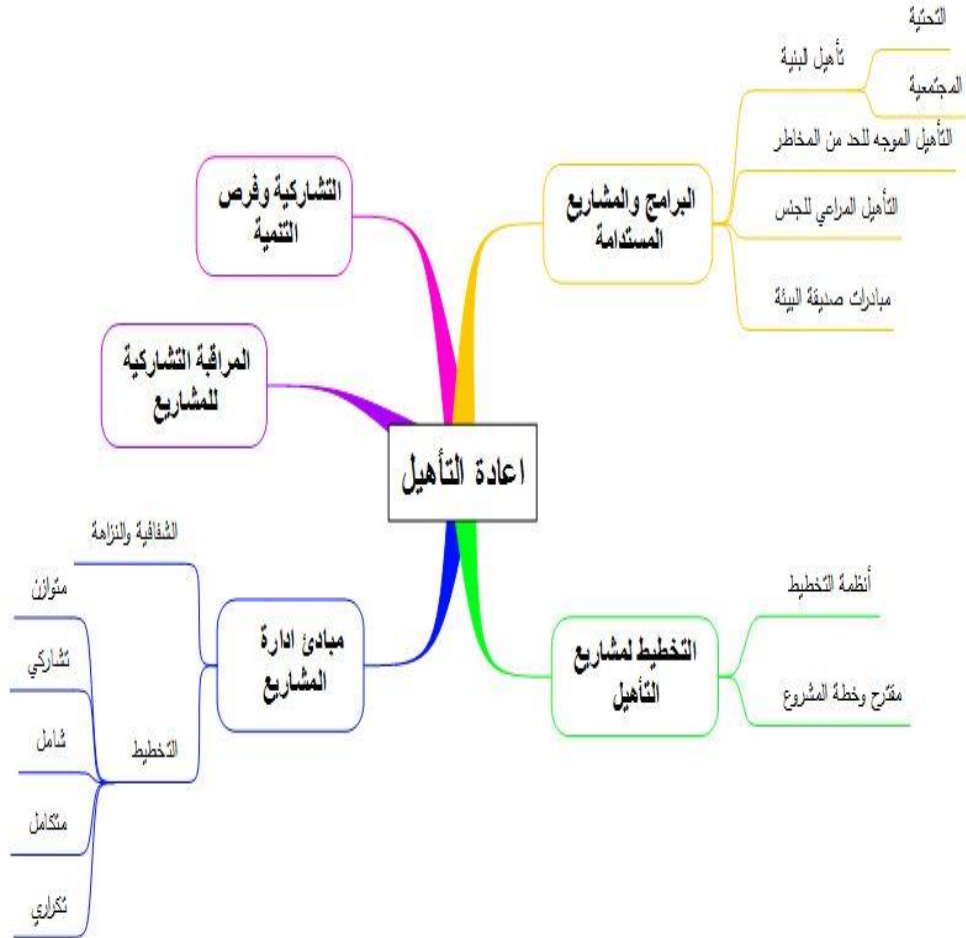 التحتية
تأهيل البنية
المجتمعية
التأهيل الموجه للحد من المخاطر
البرامج والمشاريع
المستدامة
التأهيل المراعي للجنس
مبادرات صديقة البيئة
التشاركية وفرص
التنمية
المراقبة التشاركية
للمشاريع
اعادة التأهيل
الشفافية والنزاهة
متوازن
تشاركي
مبادئ ادارة
المشاريع
شامل
التخطيط
متكامل
تكراري
أنظمة التخطيط
التخطيط لمشاريع
التأهيل
مقترح وخطة المشروع